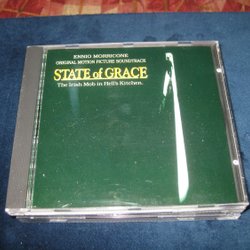 ENNIO MORRICONE
ORIGINAL MOTION PICTURE SOUNDTRACK
STATE of GRACE
The Irish Mob in Hell's Kitchen.